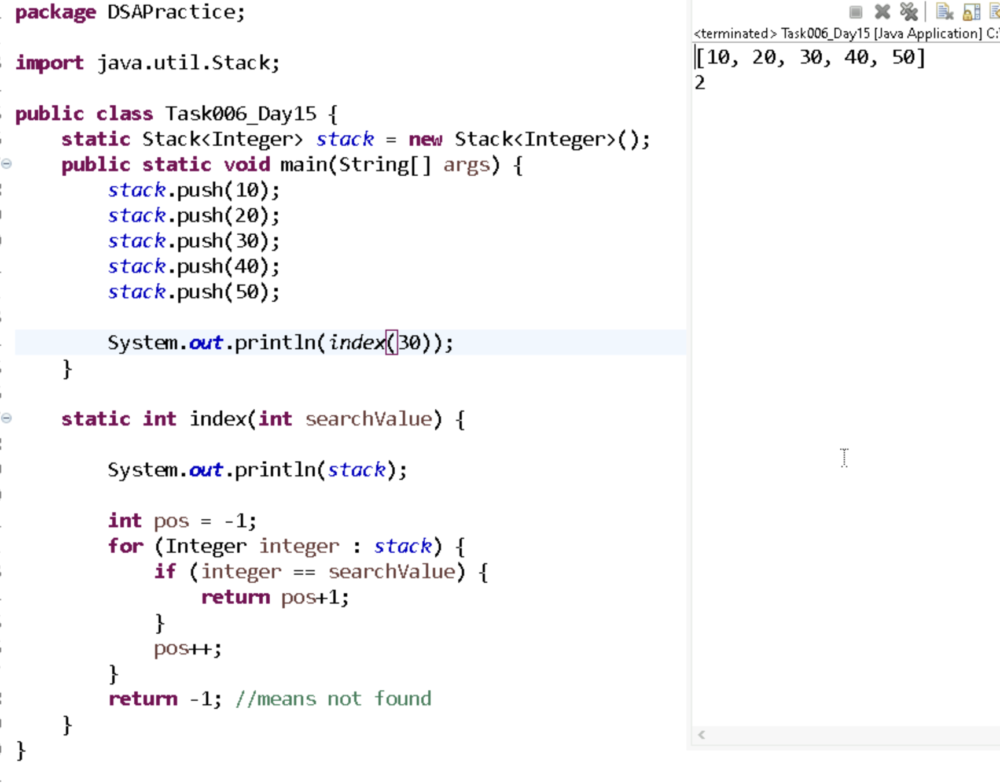 package DSAPractice;
import java.util.Stack;
public class Task006_Day15 {
static Stack<Integer> stack = new Stack<Integer>();
public static void main(String[] args) {
stack.push(10);
stack.push(20);
stack.push(30);
stack.push(40);
stack.push(50);
System.out.println(index(30));
}
static int index(int searchValue) {
System.out.println(stack);
int pos = -1;
for (Integer integer : stack) {
if (integer == searchValue) {
return pos+1;
}
pos++;
}
return -1; //means not found
}
}
<terminated> Task006_Day15 [Java Application] C:\
[10, 20, 30, 40, 50]
2